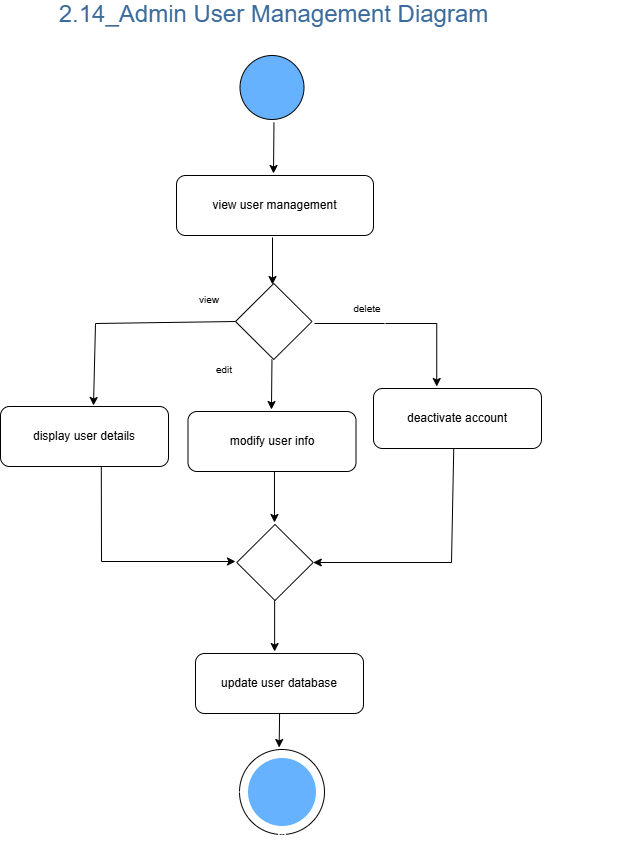 2.14_Admin User Management Diagram
view user management
view
delete
edit
display user details
modify user info
deactivate account
update user database